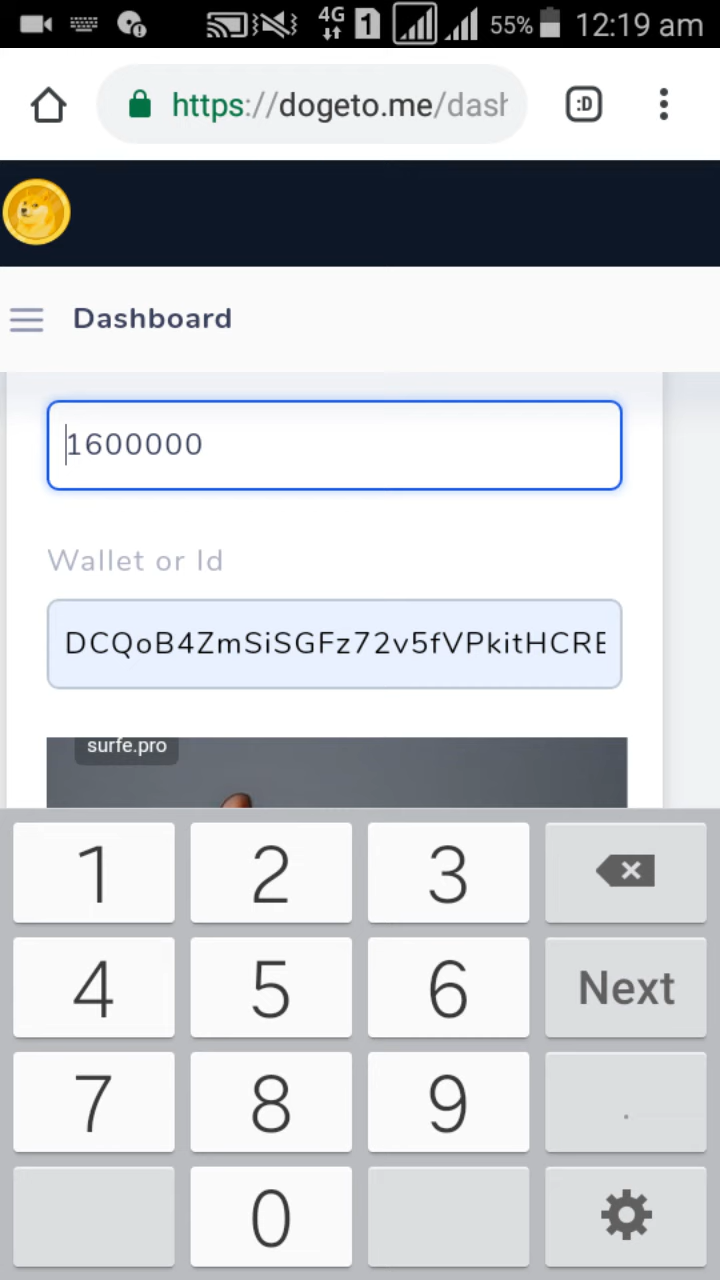 4G 1 55% 12:19 am
https://dogeto.me/dash
:D
Dashboard
1600000
Wallet or Id
DCQoB4ZmSiSGFz72v5fVPkitHCRE
surfe.pro
1 2 3
4 5 6 Next
7 8 9 .
0